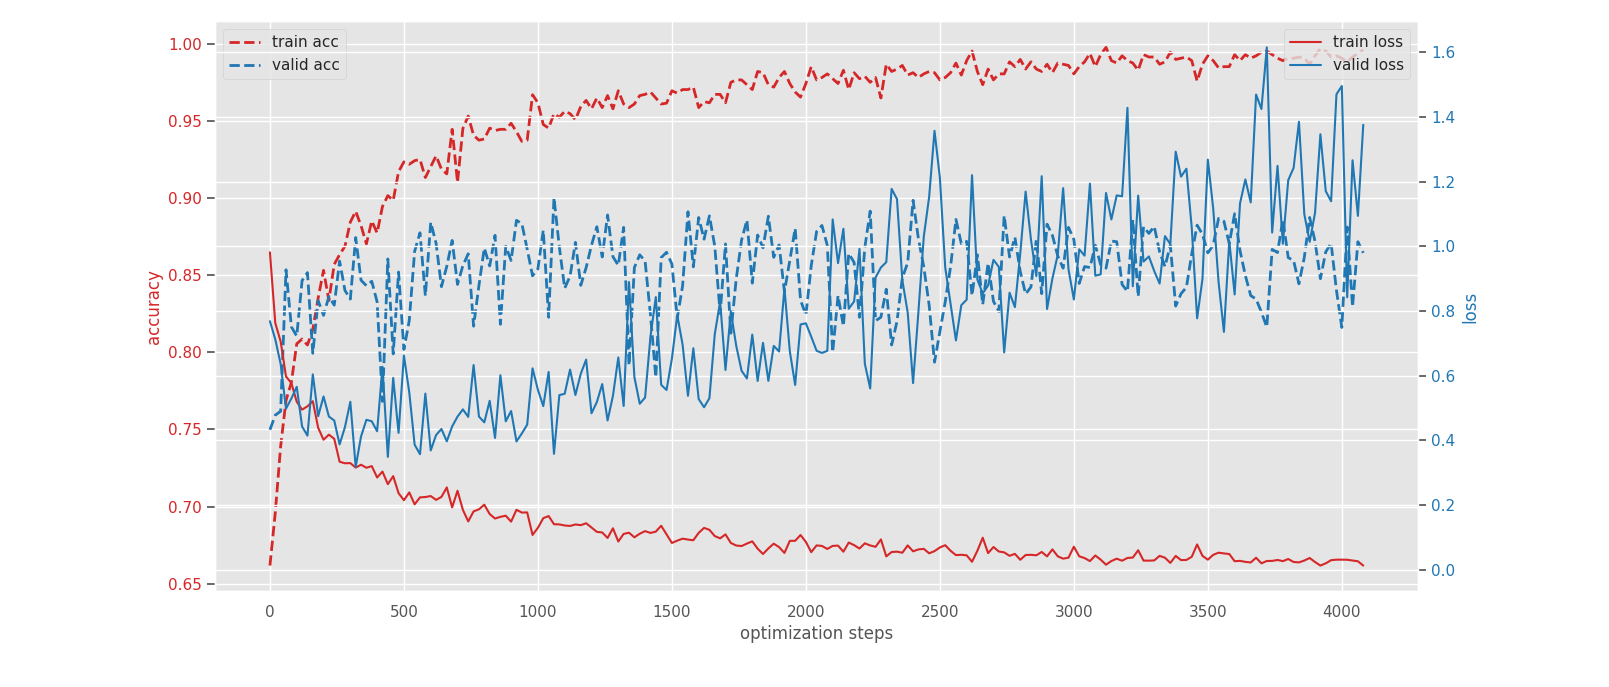 train acc
valid acc
train loss
valid loss
1.00
0.95
0.90
0.85
0.80
0.75
0.70
0.65
accuracy
1.6
1.4
1.2
1.0
0.8
0.6
0.4
0.2
0.0
loss
0 500 1000 1500 2000 2500 3000 3500 4000
optimization steps